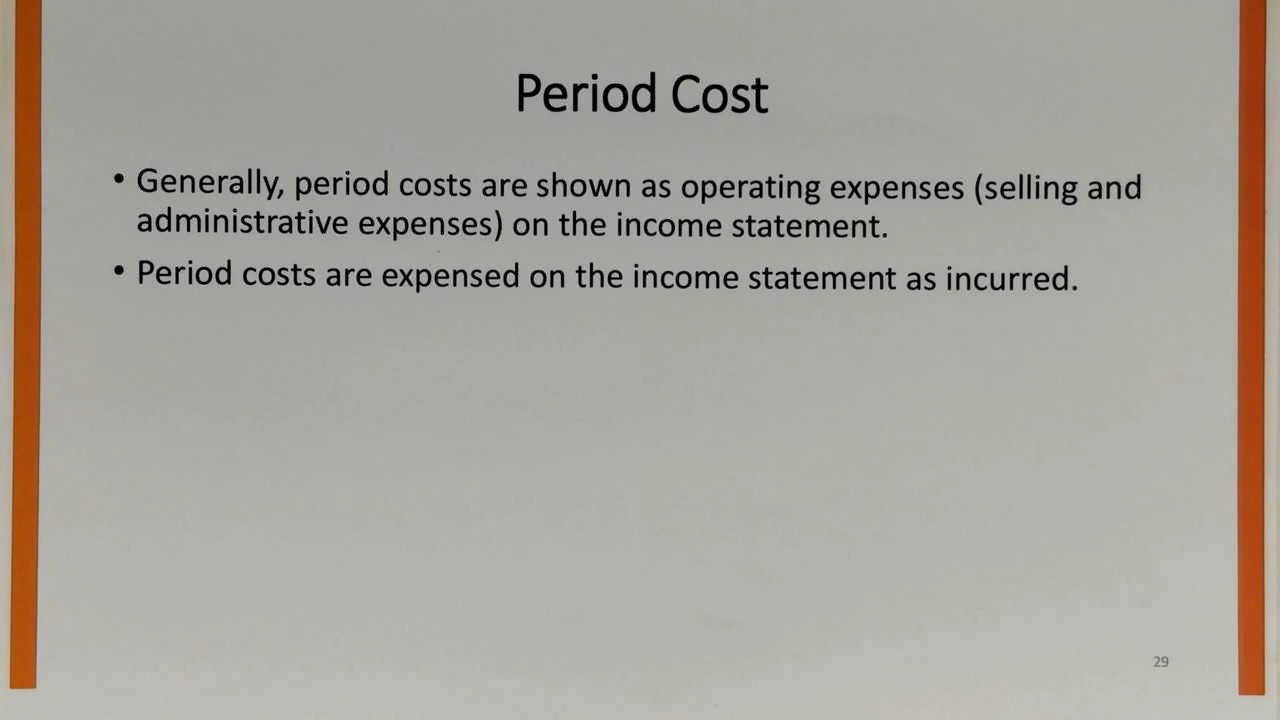 Period Cost
• Generally, period costs are shown as operating expenses (selling and
administrative expenses) on the income statement.
• Period costs are expensed on the income statement as incurred.
29